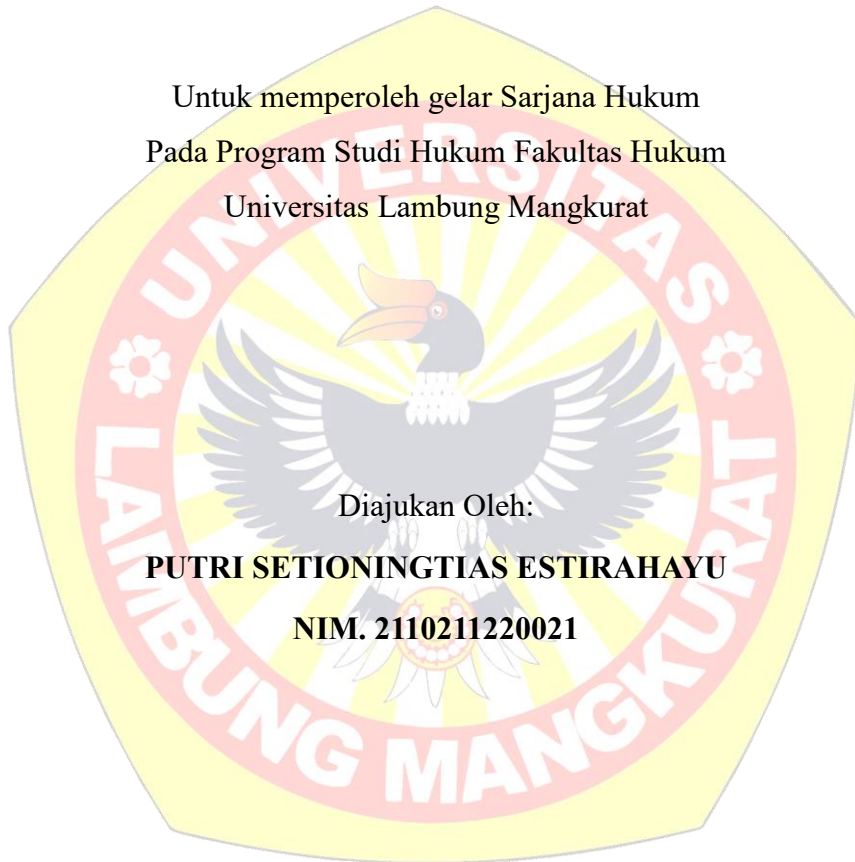 Untuk memperoleh gelar Sarjana Hukum
Pada Program Studi Hukum Fakultas Hukum
Universitas Lambung Mangkurat
UNIVERSITAS
LAMBUNG MANGKURAT
Diajukan Oleh:
PUTRI SETIONINGTIAS ESTIRAHAYU
NIM. 2110211220021